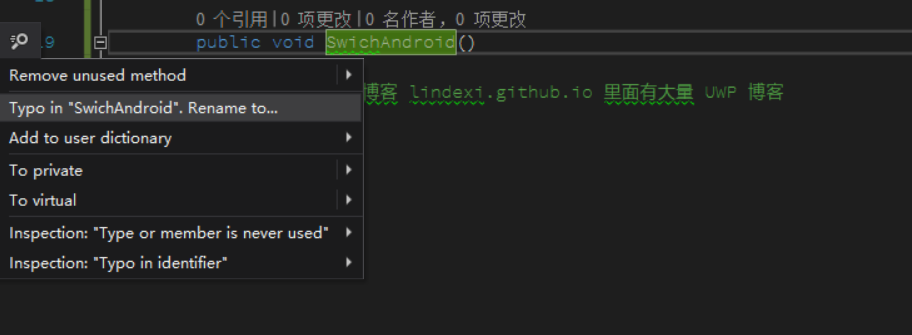 0 个引用|0 项更改|0 名作者，0 项更改
19 public void SwichAndroid()
博客 lindexi.github.io 里面有大量 UWP 博客
Remove unused method
Typo in "SwichAndroid". Rename to...
Add to user dictionary
To private
To virtual
Inspection: "Type or member is never used"
Inspection: "Typo in identifier"